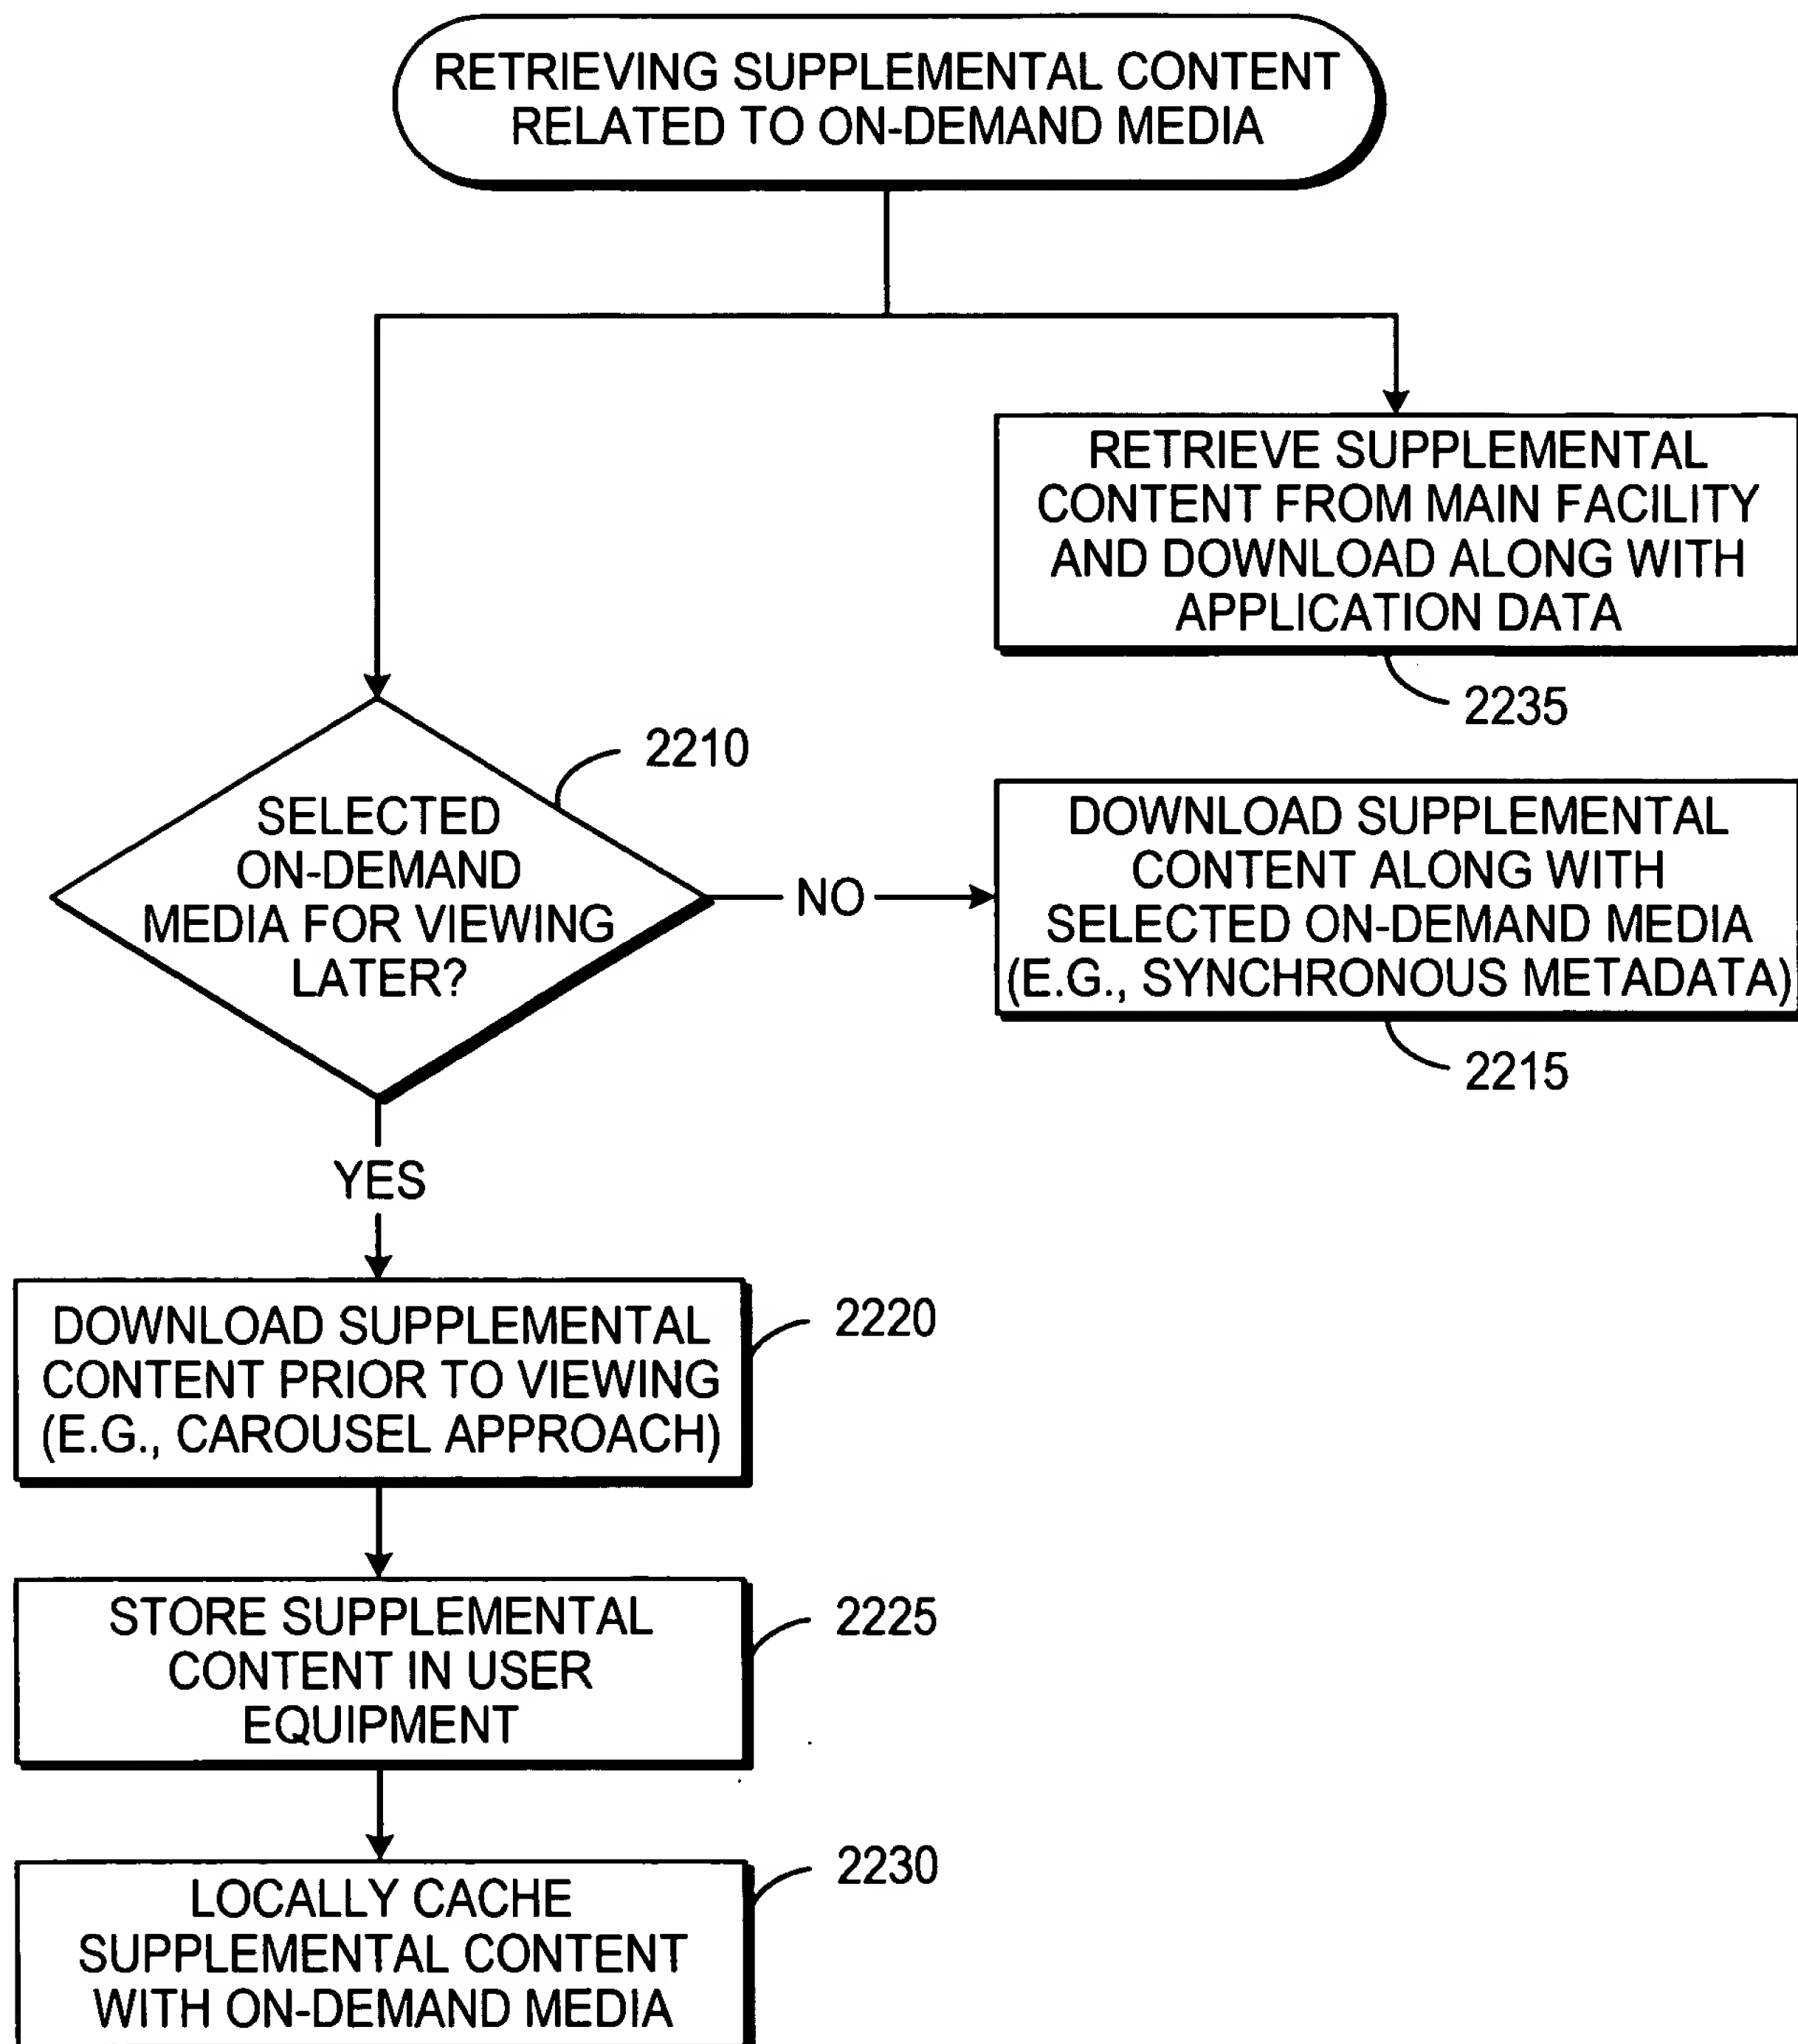 RETRIEVING SUPPLEMENTAL CONTENT
RELATED TO ON-DEMAND MEDIA
RETRIEVE SUPPLEMENTAL
CONTENT FROM MAIN FACILITY
AND DOWNLOAD ALONG WITH
APPLICATION DATA
2235
2210
SELECTED
ON-DEMAND
MEDIA FOR VIEWING
LATER?
NO
DOWNLOAD SUPPLEMENTAL
CONTENT ALONG WITH
SELECTED ON-DEMAND MEDIA
(E.G., SYNCHRONOUS METADATA)
2215
YES
DOWNLOAD SUPPLEMENTAL
CONTENT PRIOR TO VIEWING
(E.G., CAROUSEL APPROACH)
2220
STORE SUPPLEMENTAL
CONTENT IN USER
EQUIPMENT
2225
LOCALLY CACHE
SUPPLEMENTAL CONTENT
WITH ON-DEMAND MEDIA
2230